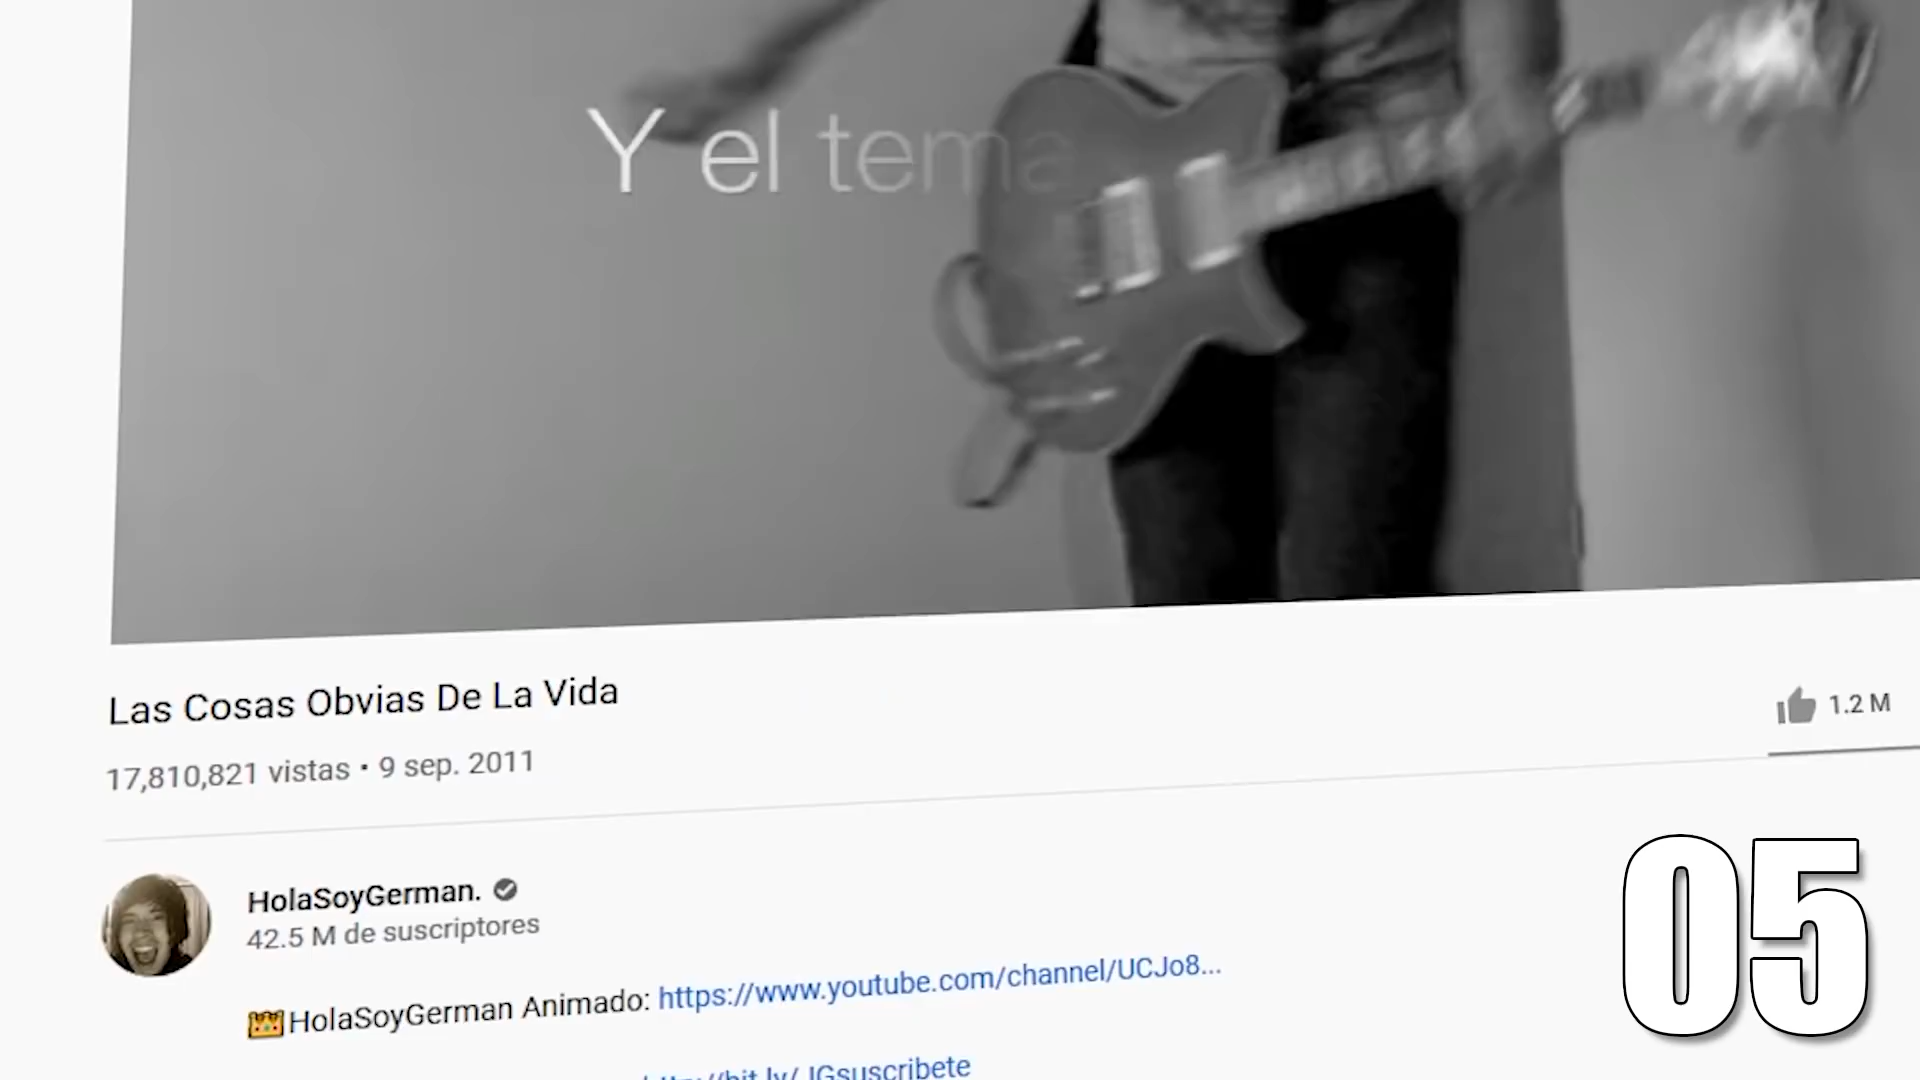 Y el tema
Las Cosas Obvias De La Vida
1.2 M
17,810,821 vistas • 9 sep. 2011
HolaSoyGerman.
42.5 M de suscriptores
👑HolaSoyGerman Animado: https://www.youtube.com/channel/UCJo8...
http://bit.ly/JGsuscribete
05